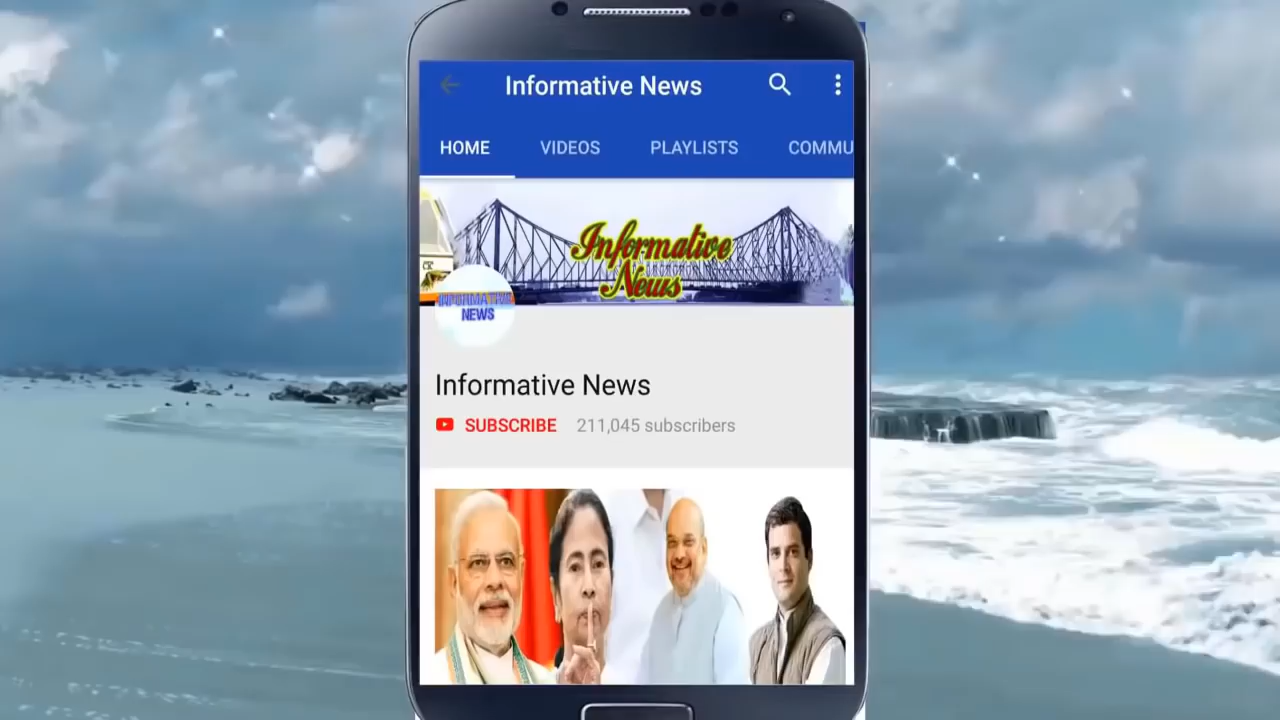 Informative News
HOME VIDEOS PLAYLISTS COMMU
Informative
News
INFORMATIVE
NEWS
Informative News
SUBSCRIBE 211,045 subscribers